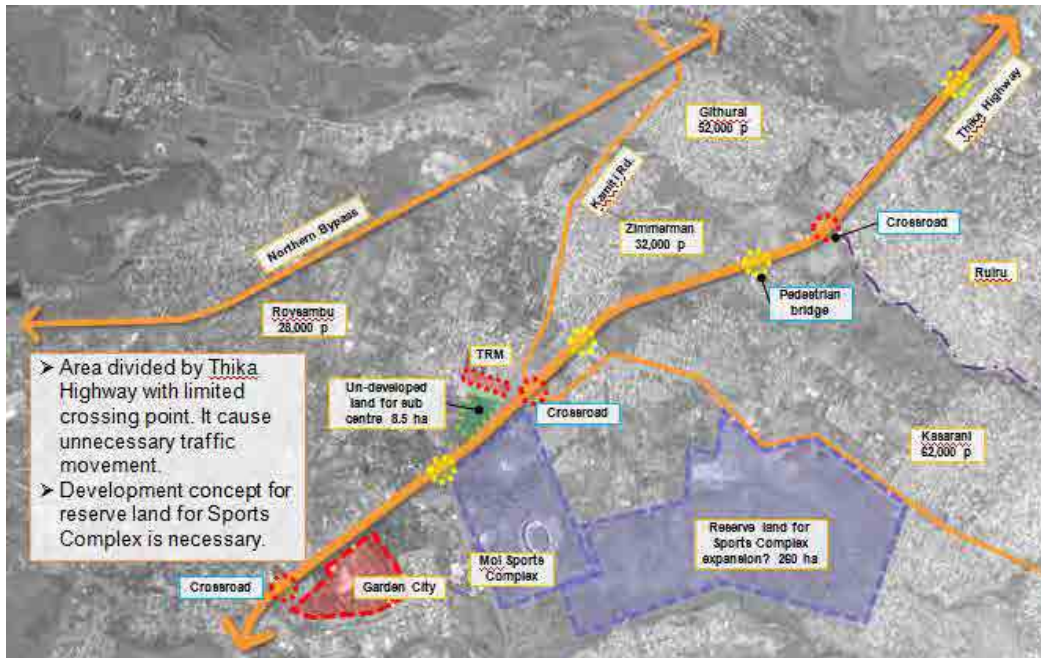 Githurai
52,000 p
Thika Highway
Kamiti Rd.
Northern Bypass
Zimmerman
32,000 p
Crossroad
Ruiru
Pedestrian
bridge
Roysambu
28,000 p
TRM
➢ Area divided by Thika
Highway with limited
crossing point. It cause
unnecessary traffic
movement.
➢ Development concept for
reserve land for Sports
Complex is necessary.
Un-developed
land for sub
centre 8.5 ha
Crossroad
Kasarani
62,000 p
Reserve land for
Sports Complex
expansion? 260 ha
Moi Sports
Complex
Crossroad
Garden City